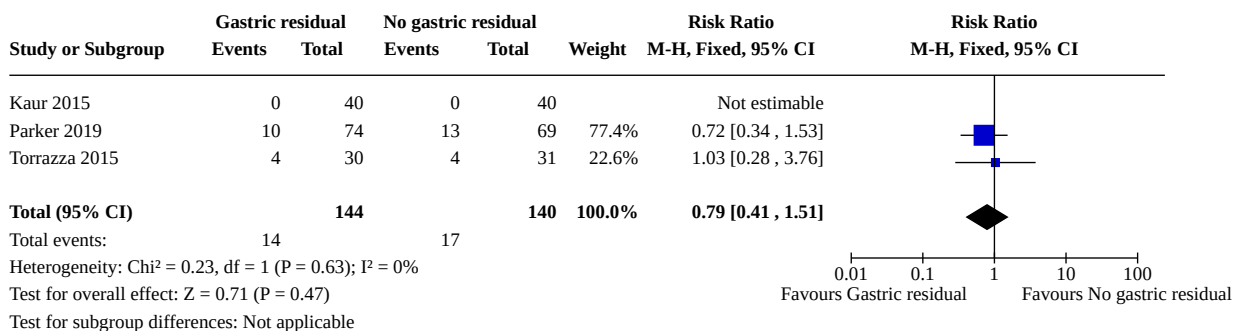 Gastric residual No gastric residual Risk Ratio Risk Ratio
Study or Subgroup Events Total Events Total Weight M-H, Fixed, 95% CI M-H, Fixed, 95% CI
Kaur 2015 0 40 0 40 Not estimable
Parker 2019 10 74 13 69 77.4% 0.72 [0.34 , 1.53]
Torrazza 2015 4 30 4 31 22.6% 1.03 [0.28 , 3.76]
Total (95% CI) 144 140 100.0% 0.79 [0.41 , 1.51]
Total events: 14 17
Heterogeneity: Chi² = 0.23, df = 1 (P = 0.63); I² = 0%
Test for overall effect: Z = 0.71 (P = 0.47)
Test for subgroup differences: Not applicable
0.01 0.1 1 10 100
Favours Gastric residual Favours No gastric residual